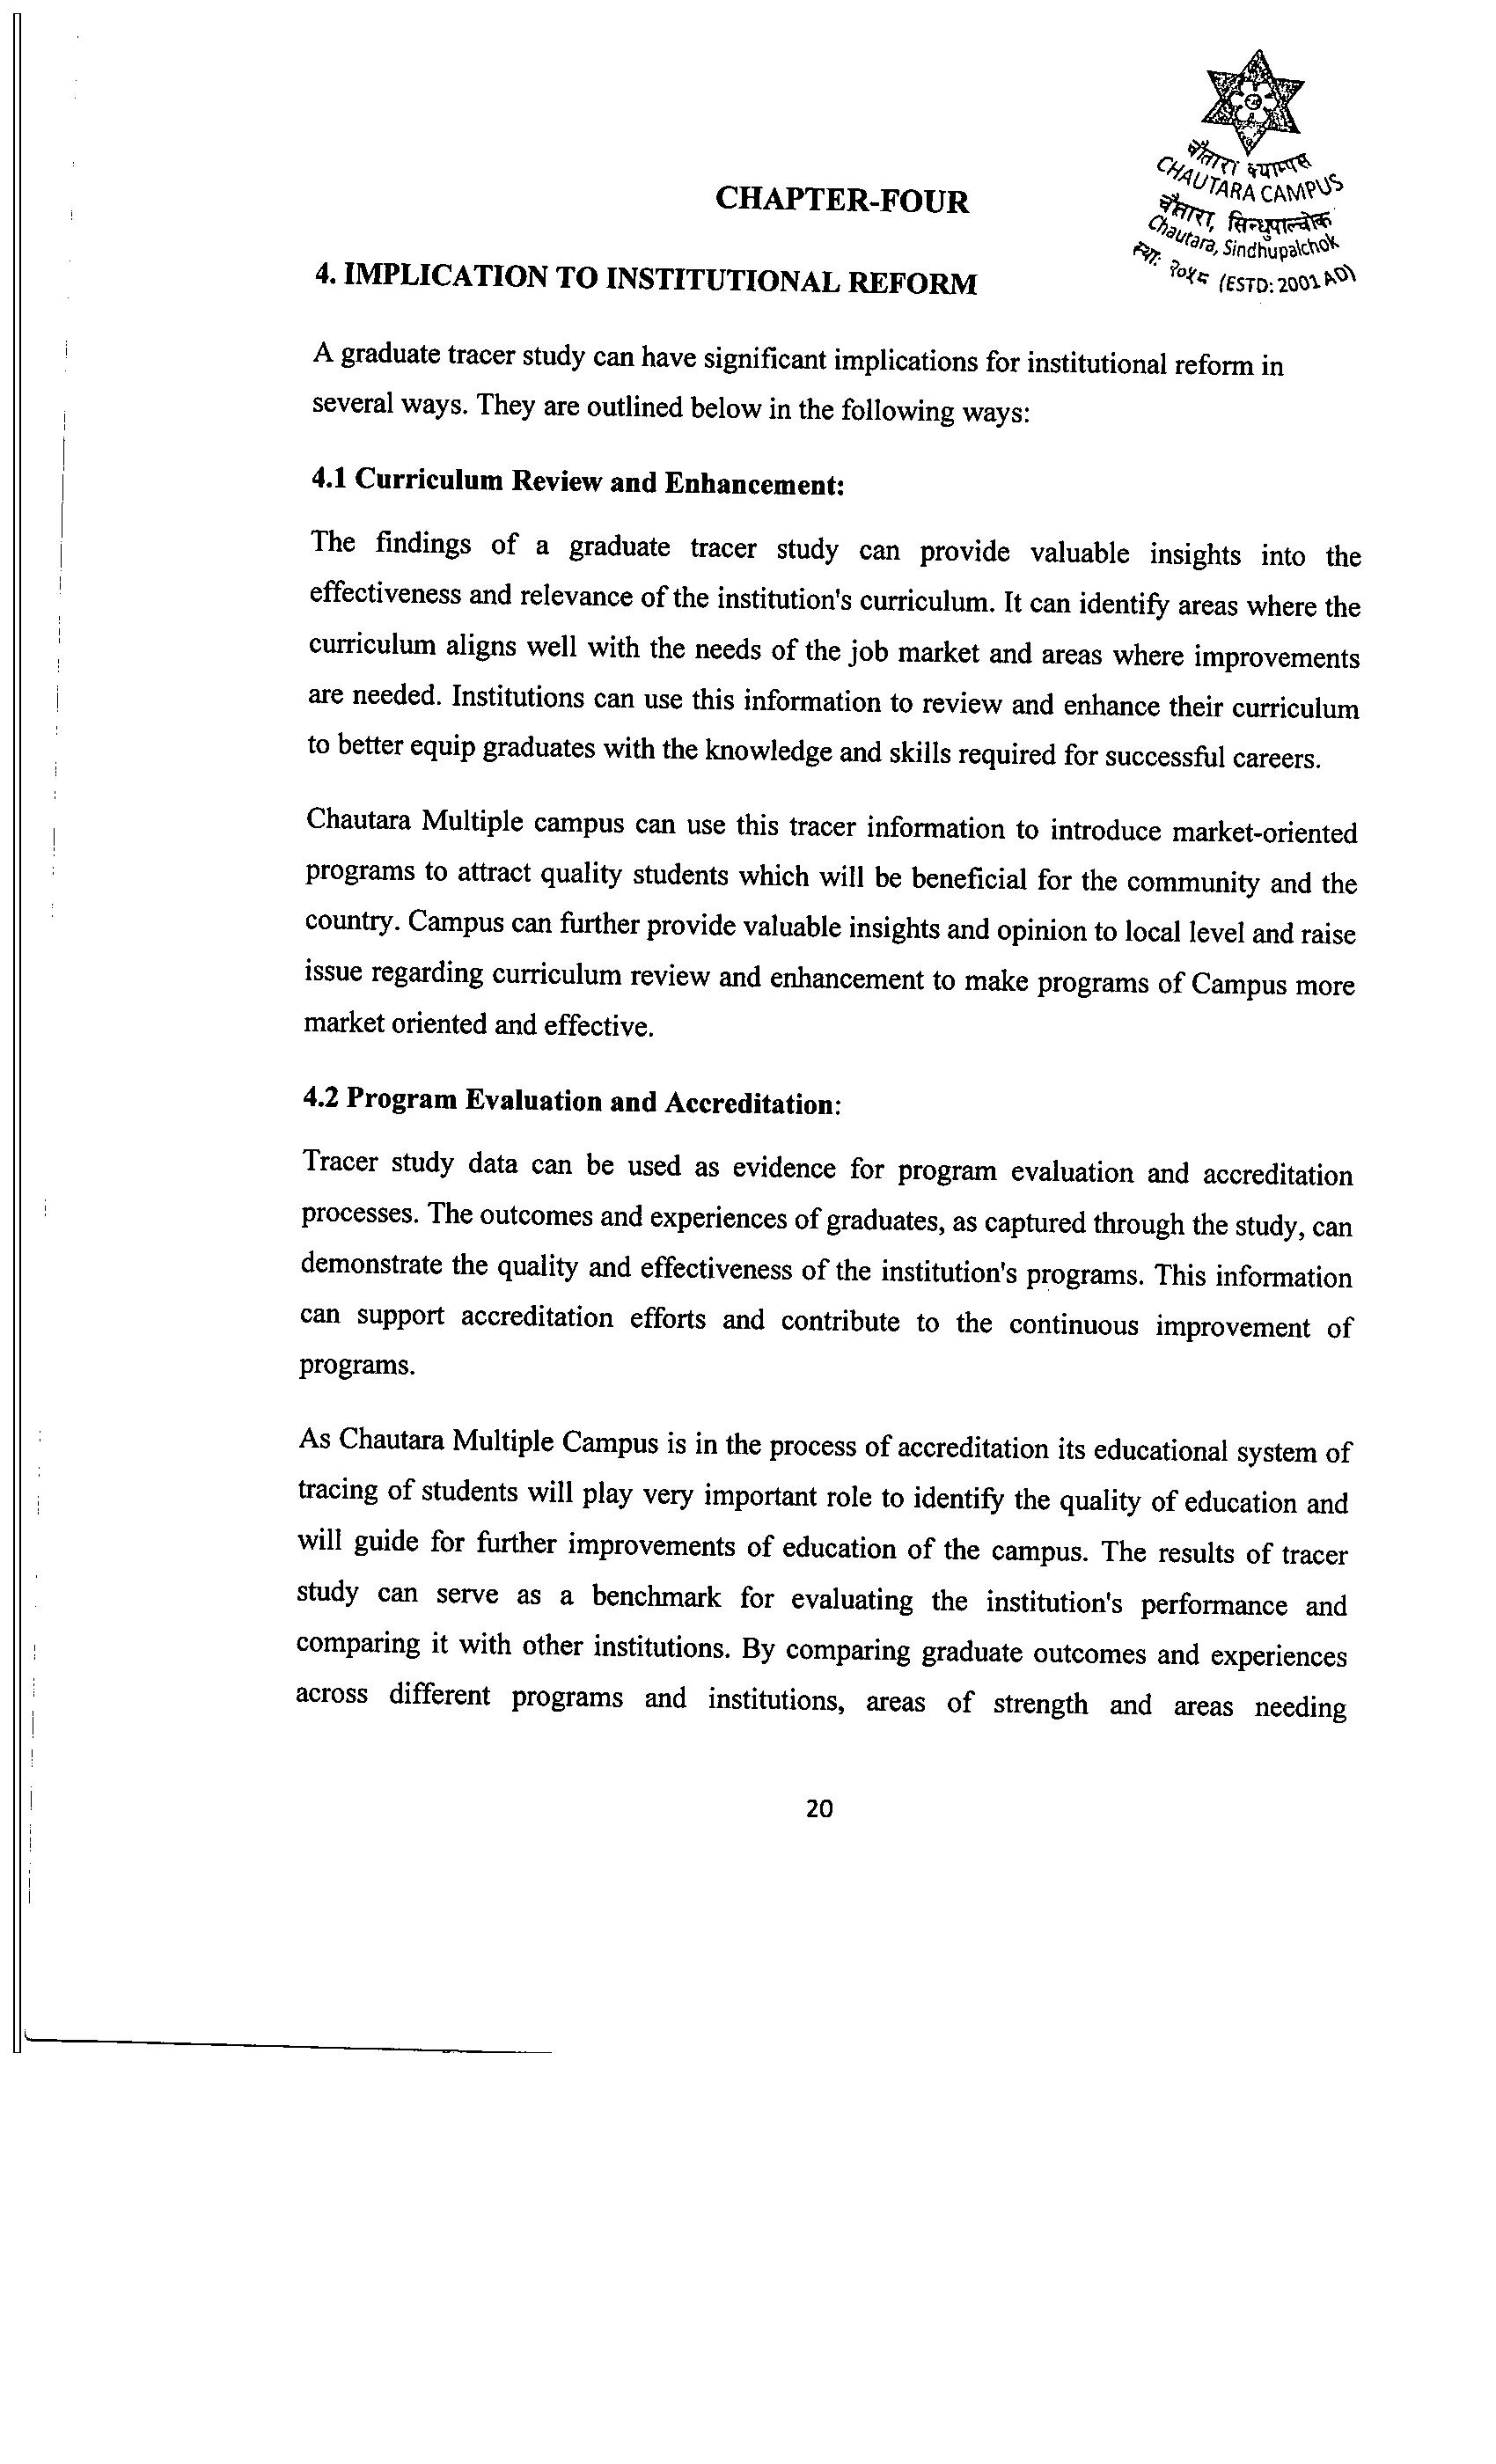 चौतारा क्याम्पस
CHAUTARA CAMPUS
चौतारा, सिन्धुपाल्चोक
Chautara, Sindhupalchok
स्था: २०५८ (ESTD: 2001 AD)
CHAPTER-FOUR
4. IMPLICATION TO INSTITUTIONAL REFORM
A graduate tracer study can have significant implications for institutional reform in
several ways. They are outlined below in the following ways:
4.1 Curriculum Review and Enhancement:
The findings of a graduate tracer study can provide valuable insights into the
effectiveness and relevance of the institution's curriculum. It can identify areas where the
curriculum aligns well with the needs of the job market and areas where improvements
are needed. Institutions can use this information to review and enhance their curriculum
to better equip graduates with the knowledge and skills required for successful careers.
Chautara Multiple campus can use this tracer information to introduce market-oriented
programs to attract quality students which will be beneficial for the community and the
country. Campus can further provide valuable insights and opinion to local level and raise
issue regarding curriculum review and enhancement to make programs of Campus more
market oriented and effective.
4.2 Program Evaluation and Accreditation:
Tracer study data can be used as evidence for program evaluation and accreditation
processes. The outcomes and experiences of graduates, as captured through the study, can
demonstrate the quality and effectiveness of the institution's programs. This information
can support accreditation efforts and contribute to the continuous improvement of
programs.
As Chautara Multiple Campus is in the process of accreditation its educational system of
tracing of students will play very important role to identify the quality of education and
will guide for further improvements of education of the campus. The results of tracer
study can serve as a benchmark for evaluating the institution's performance and
comparing it with other institutions. By comparing graduate outcomes and experiences
across different programs and institutions, areas of strength and areas needing
20